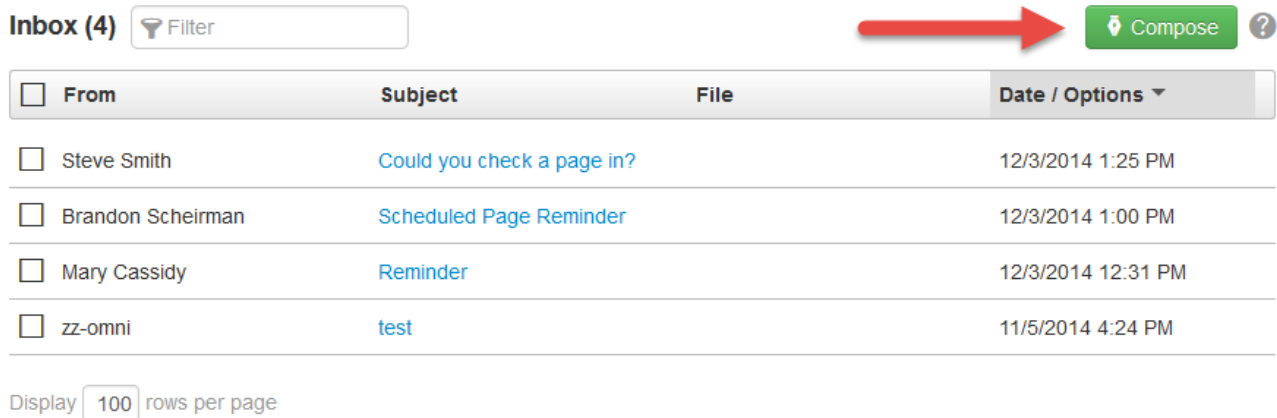 Inbox (4) Filter Compose ?
From Subject File Date / Options
Steve Smith Could you check a page in? 12/3/2014 1:25 PM
Brandon Scheirman Scheduled Page Reminder 12/3/2014 1:00 PM
Mary Cassidy Reminder 12/3/2014 12:31 PM
zz-omni test 11/5/2014 4:24 PM
Display 100 rows per page